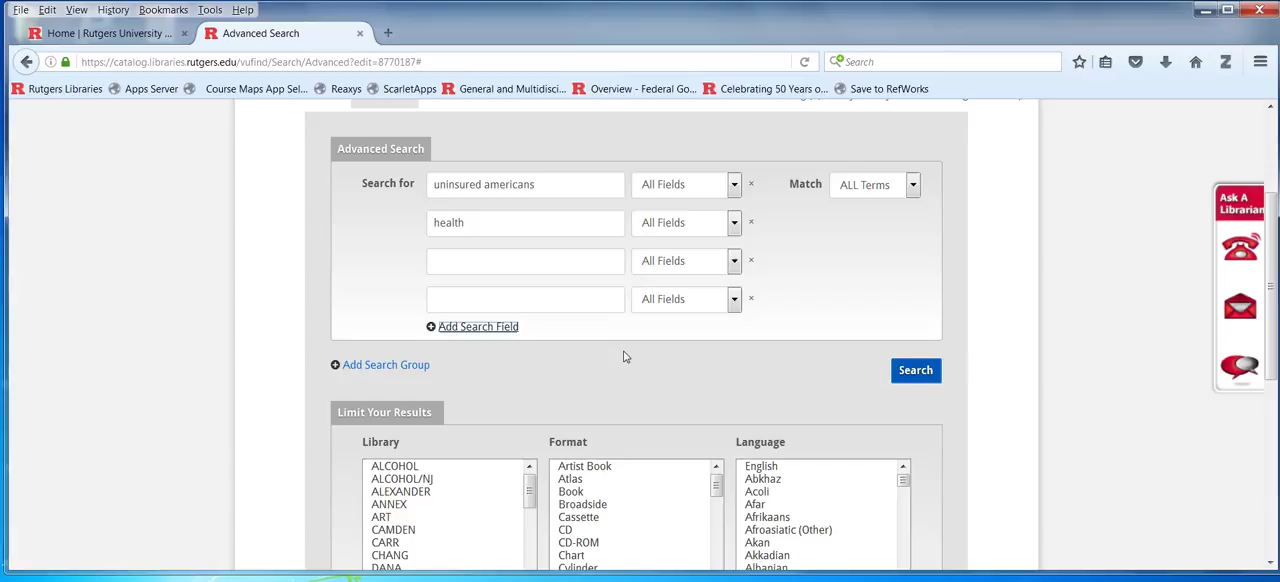 File Edit View History Bookmarks Tools Help
R Home | Rutgers University ... × R Advanced Search × +
https://catalog.libraries.rutgers.edu/vufind/Search/Advanced?edit=8770187# Search Z
R Rutgers Libraries Apps Server Course Maps App Sel... Reaxys ScarletApps R General and Multidisci... R Overview - Federal Go... R Celebrating 50 Years o... Save to RefWorks
Advanced Search
Search for uninsured americans All Fields × Match ALL Terms
health All Fields ×
All Fields ×
All Fields ×
Add Search Field
Add Search Group Search
Limit Your Results
Library Format Language
ALCOHOL Artist Book English
ALCOHOL/NJ Atlas Abkhaz
ALEXANDER Book Acoli
ANNEX Broadside Afar
ART Cassette Afrikaans
CAMDEN CD Afroasiatic (Other)
CARR CD-ROM Akan
CHANG Chart Akkadian
DANA Cylinder Albanian
Ask A
Librarian